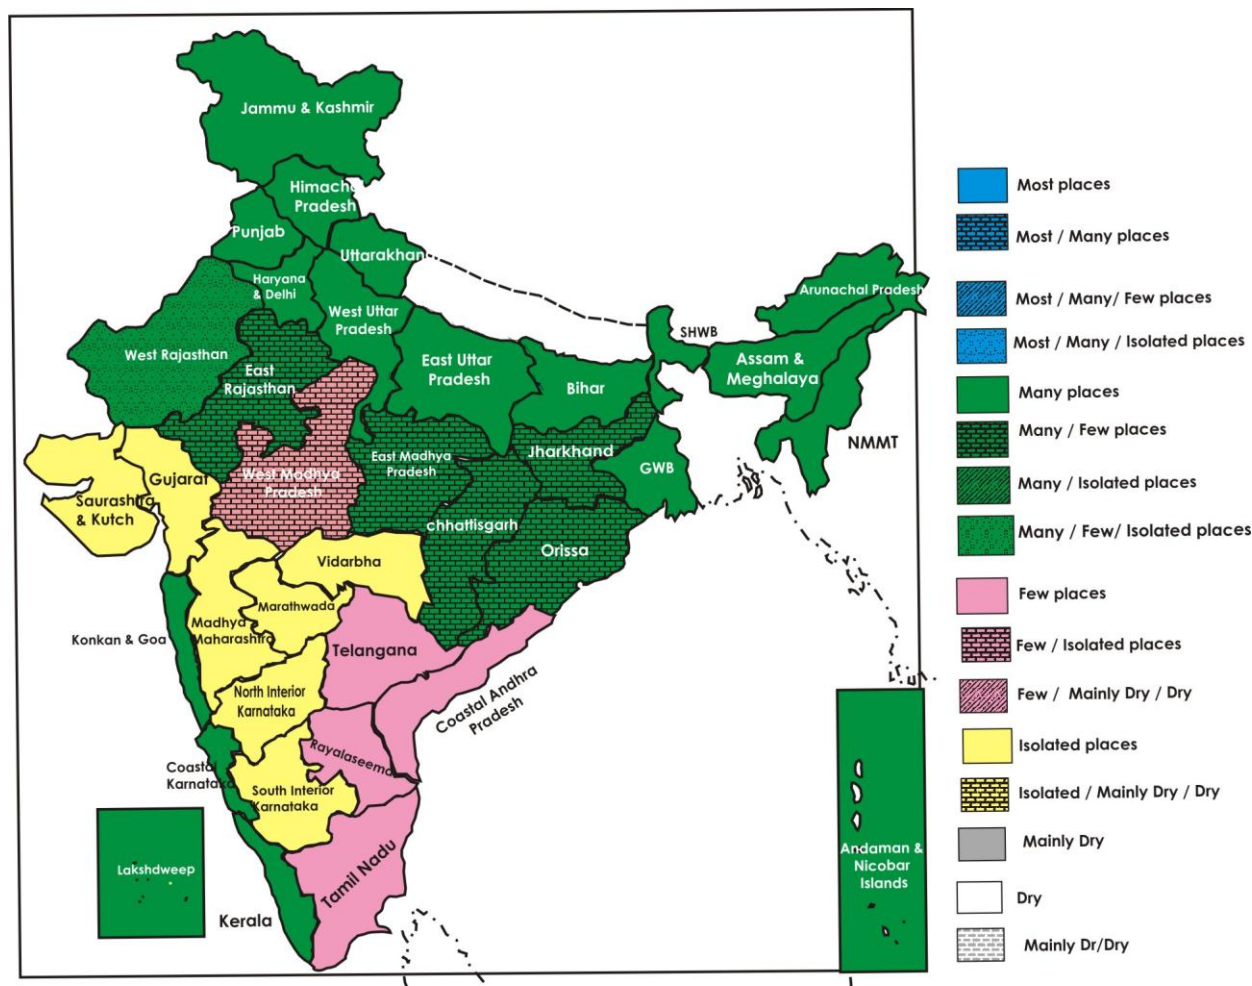 Jammu & Kashmir
Himacha
Pradesh
Punjab
Uttarakhand
Haryana
& Delhi
West Uttar
Pradesh
Arunachal Pradesh
SHWB
West Rajasthan
East
Rajasthan
East Uttar
Pradesh
Bihar
Assam &
Meghalaya
NMMT
Jharkhand
GWB
East Madhya
Pradesh
West Madhya
Pradesh
Gujarat
Saurashtra
& Kutch
chhattisgarh
Orissa
Vidarbha
Marathwada
Madhya
Maharashtra
Konkan & Goa
Telangana
North Interior
Karnataka
Coastal Andhra
Pradesh
Rayalaseema
Coastal
Karnataka
South Interior
Karnataka
Tamil Nadu
Kerala
Lakshdweep
Andaman &
Nicobar
Islands
Most places
Most / Many places
Most / Many/ Few places
Most / Many / Isolated places
Many places
Many / Few places
Many / Isolated places
Many / Few/ Isolated places
Few places
Few / Isolated places
Few / Mainly Dry / Dry
Isolated places
Isolated / Mainly Dry / Dry
Mainly Dry
Dry
Mainly Dr/Dry